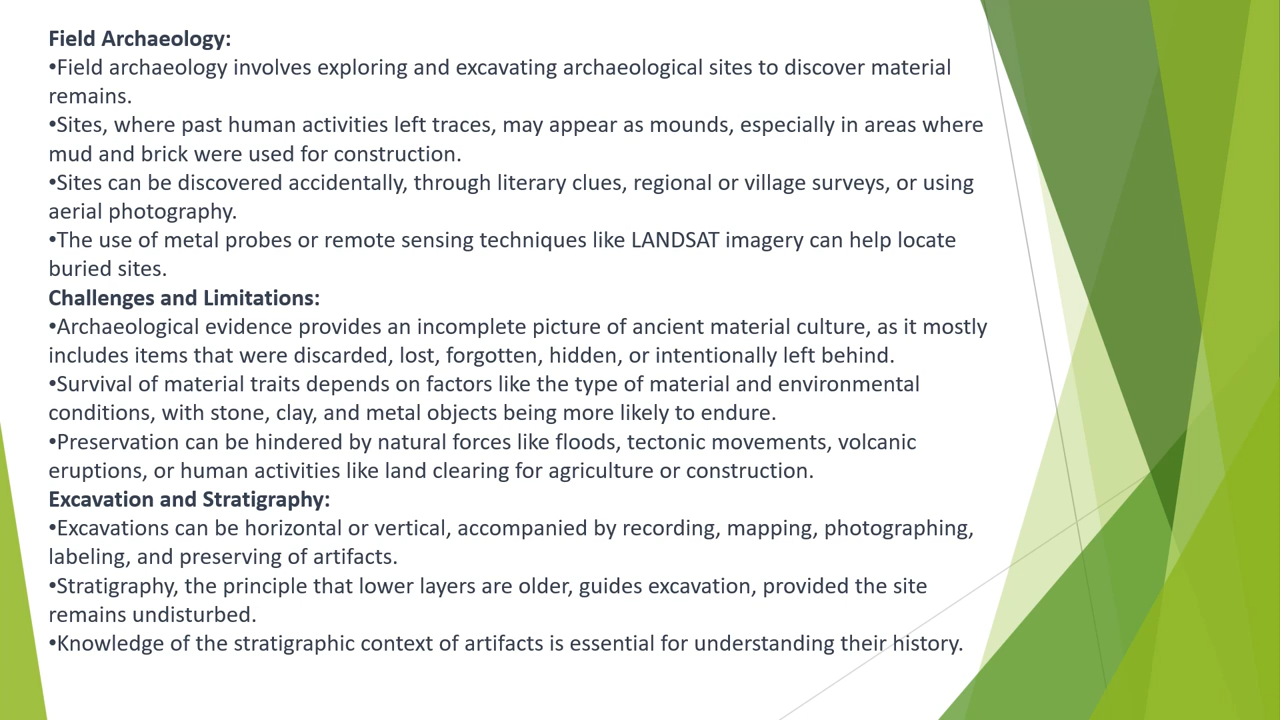 Field Archaeology:
•Field archaeology involves exploring and excavating archaeological sites to discover material
remains.
•Sites, where past human activities left traces, may appear as mounds, especially in areas where
mud and brick were used for construction.
•Sites can be discovered accidentally, through literary clues, regional or village surveys, or using
aerial photography.
•The use of metal probes or remote sensing techniques like LANDSAT imagery can help locate
buried sites.
Challenges and Limitations:
•Archaeological evidence provides an incomplete picture of ancient material culture, as it mostly
includes items that were discarded, lost, forgotten, hidden, or intentionally left behind.
•Survival of material traits depends on factors like the type of material and environmental
conditions, with stone, clay, and metal objects being more likely to endure.
•Preservation can be hindered by natural forces like floods, tectonic movements, volcanic
eruptions, or human activities like land clearing for agriculture or construction.
Excavation and Stratigraphy:
•Excavations can be horizontal or vertical, accompanied by recording, mapping, photographing,
labeling, and preserving of artifacts.
•Stratigraphy, the principle that lower layers are older, guides excavation, provided the site
remains undisturbed.
•Knowledge of the stratigraphic context of artifacts is essential for understanding their history.